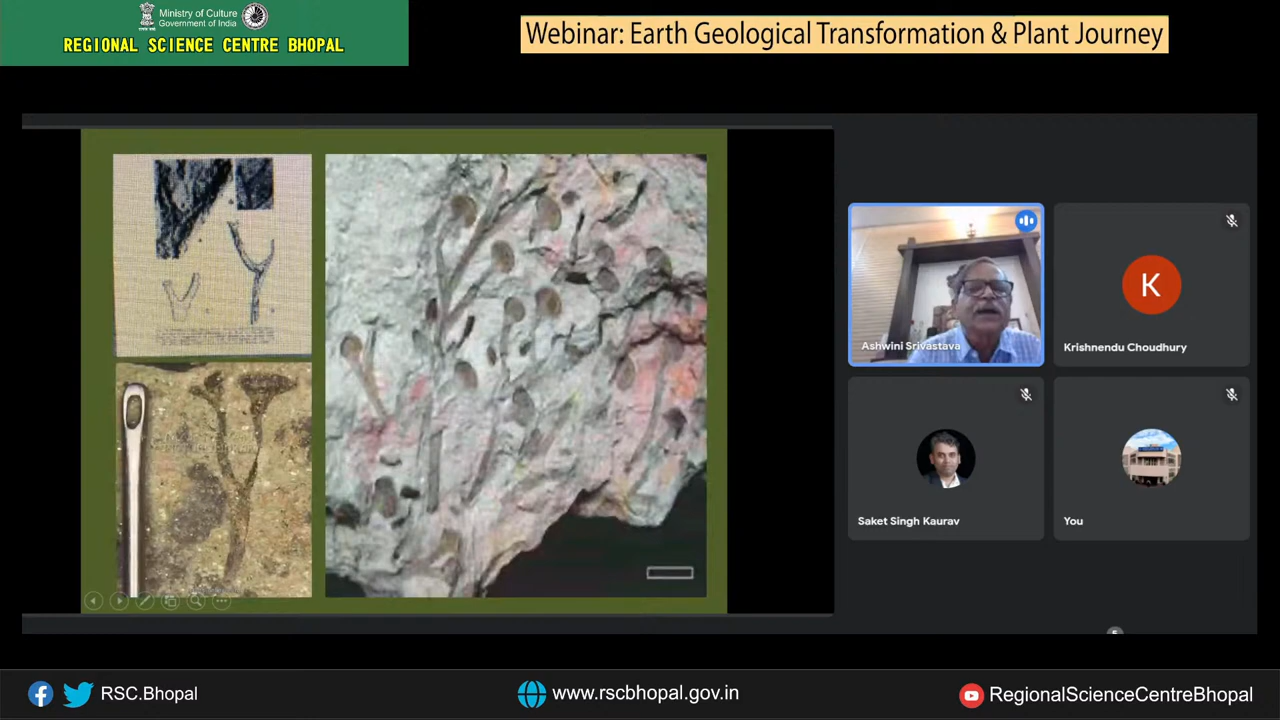 Ministry of Culture
Government of India
REGIONAL SCIENCE CENTRE BHOPAL
Webinar: Earth Geological Transformation & Plant Journey
Ashwini Srivastava
K
Krishnendu Choudhury
Saket Singh Kaurav
You
RSC.Bhopal
www.rscbhopal.gov.in
RegionalScienceCentreBhopal